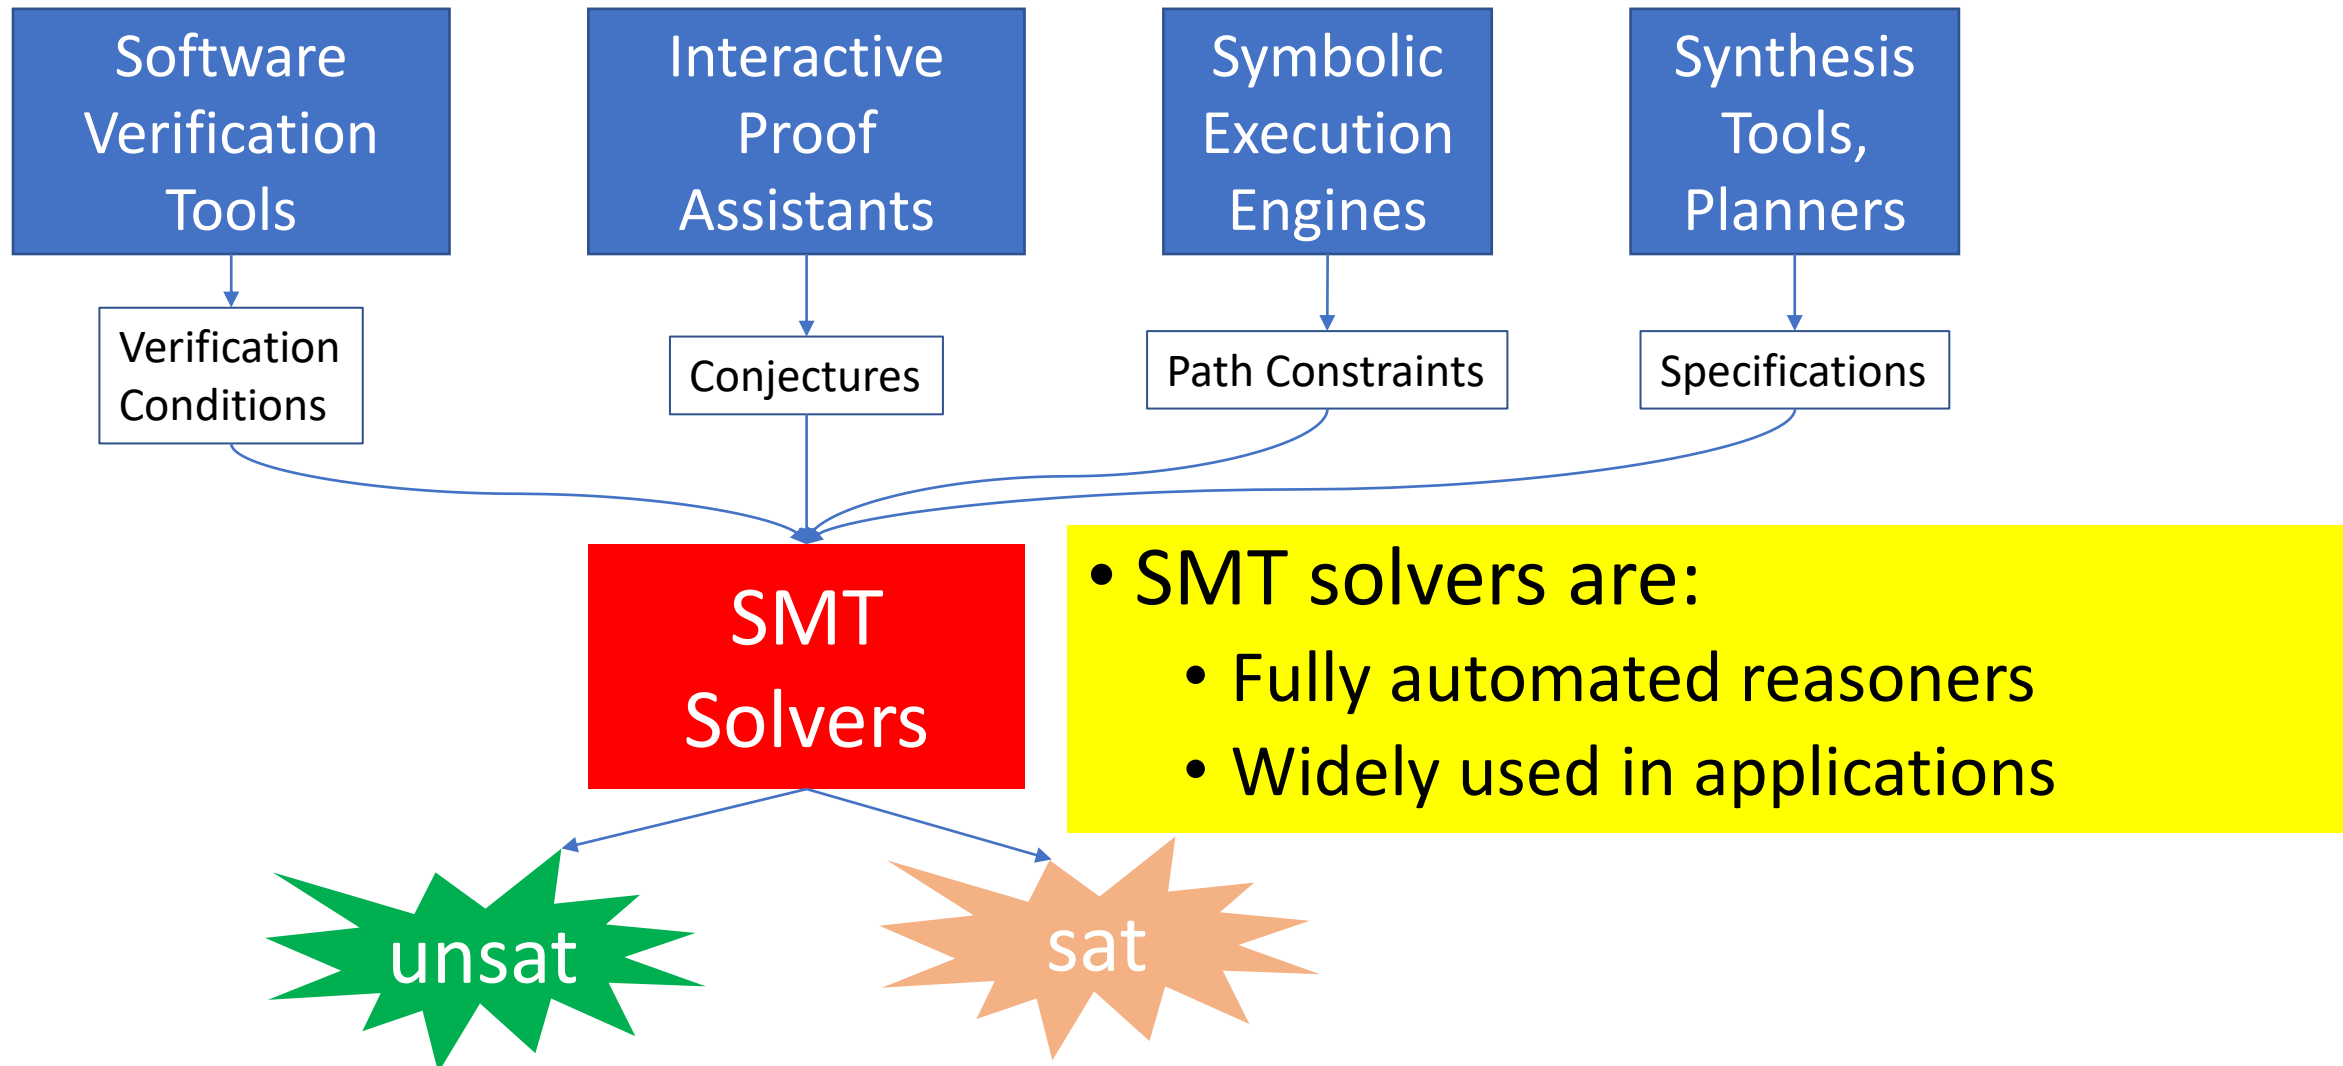 Software
Verification
Tools
Interactive
Proof
Assistants
Symbolic
Execution
Engines
Synthesis
Tools,
Planners
Verification
Conditions
Conjectures
Path Constraints
Specifications
SMT
Solvers
• SMT solvers are:
• Fully automated reasoners
• Widely used in applications
unsat
sat